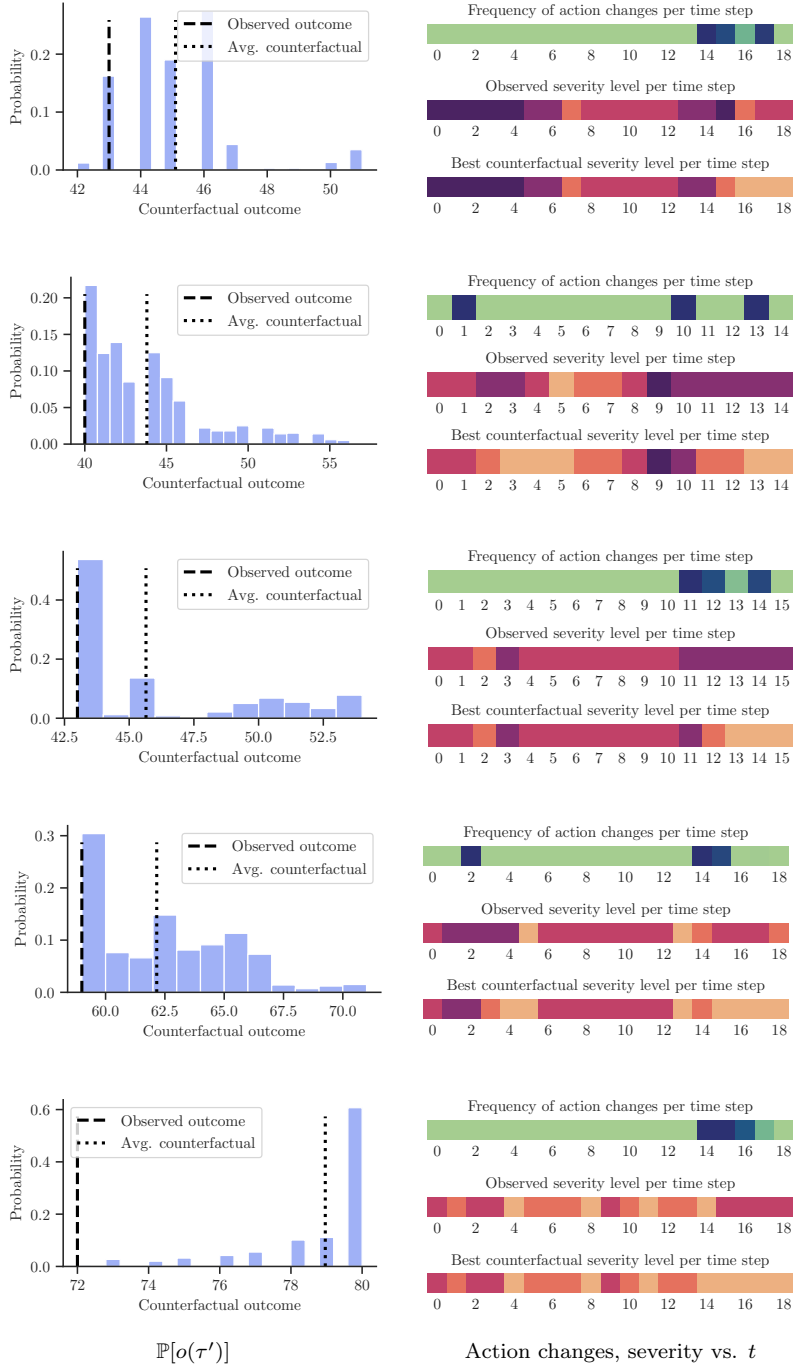 Observed outcome
Avg. counterfactual
Probability
0.2
0.1
0.0
42 44 46 48 50
Counterfactual outcome
Frequency of action changes per time step
0 2 4 6 8 10 12 14 16 18
Observed severity level per time step
0 2 4 6 8 10 12 14 16 18
Best counterfactual severity level per time step
0 2 4 6 8 10 12 14 16 18
Observed outcome
Avg. counterfactual
Probability
0.20
0.15
0.10
0.05
0.00
40 45 50 55
Counterfactual outcome
Frequency of action changes per time step
0 1 2 3 4 5 6 7 8 9 10 11 12 13 14
Observed severity level per time step
0 1 2 3 4 5 6 7 8 9 10 11 12 13 14
Best counterfactual severity level per time step
0 1 2 3 4 5 6 7 8 9 10 11 12 13 14
Observed outcome
Avg. counterfactual
Probability
0.4
0.2
0.0
42.5 45.0 47.5 50.0 52.5
Counterfactual outcome
Frequency of action changes per time step
0 1 2 3 4 5 6 7 8 9 10 11 12 13 14 15
Observed severity level per time step
0 1 2 3 4 5 6 7 8 9 10 11 12 13 14 15
Best counterfactual severity level per time step
0 1 2 3 4 5 6 7 8 9 10 11 12 13 14 15
Observed outcome
Avg. counterfactual
Probability
0.3
0.2
0.1
0.0
60.0 62.5 65.0 67.5 70.0
Counterfactual outcome
Frequency of action changes per time step
0 2 4 6 8 10 12 14 16 18
Observed severity level per time step
0 2 4 6 8 10 12 14 16 18
Best counterfactual severity level per time step
0 2 4 6 8 10 12 14 16 18
Observed outcome
Avg. counterfactual
Probability
0.6
0.4
0.2
0.0
72 74 76 78 80
Counterfactual outcome
Frequency of action changes per time step
0 2 4 6 8 10 12 14 16 18
Observed severity level per time step
0 2 4 6 8 10 12 14 16 18
Best counterfactual severity level per time step
0 2 4 6 8 10 12 14 16 18
ℙ[o(τ′)]
Action changes, severity vs. t